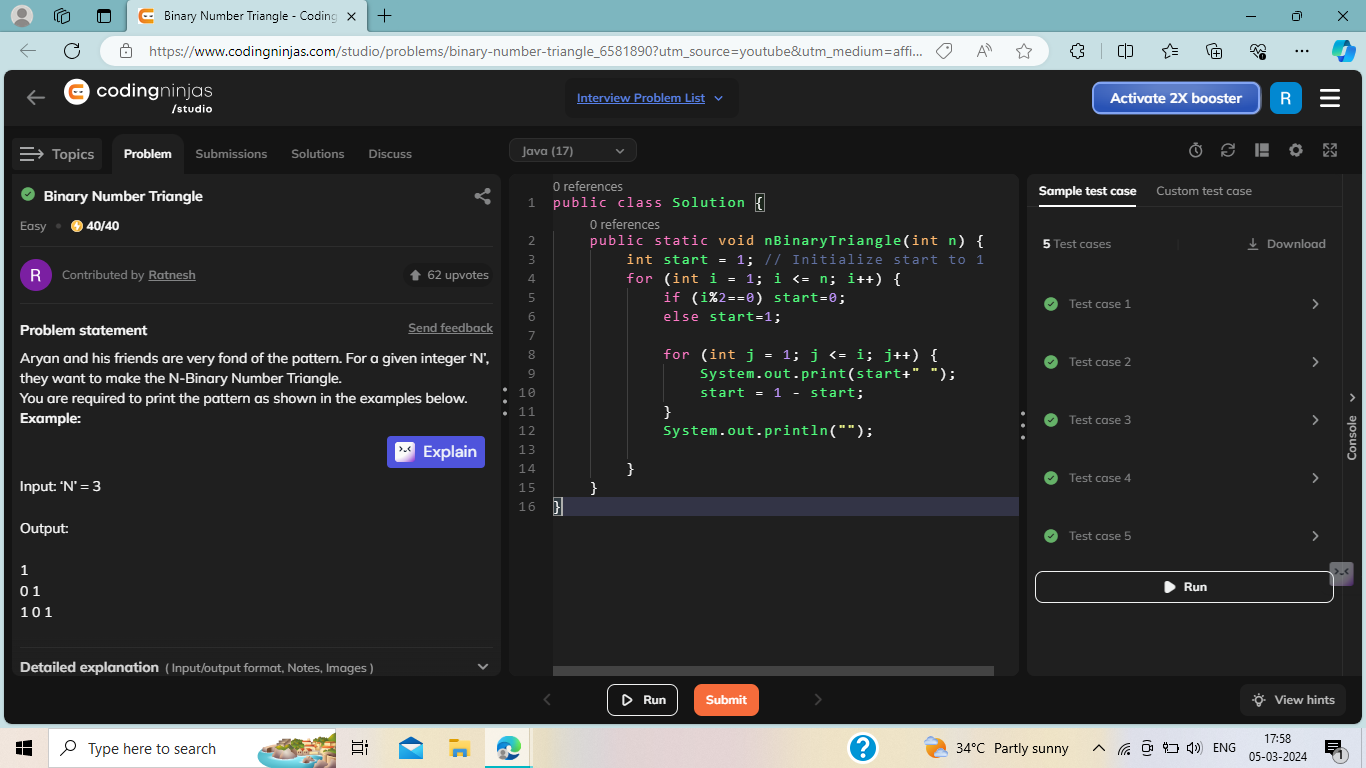 Binary Number Triangle - Coding
https://www.codingninjas.com/studio/problems/binary-number-triangle_6581890?utm_source=youtube&utm_medium=affi...
codingninjas
/studio
Interview Problem List
Activate 2X booster
R
Topics
Problem
Submissions
Solutions
Discuss
Java (17)
Binary Number Triangle
Easy
40/40
R
Contributed by Ratnesh
62 upvotes
Problem statement
Send feedback
Aryan and his friends are very fond of the pattern. For a given integer ‘N’,
they want to make the N-Binary Number Triangle.
You are required to print the pattern as shown in the examples below.
Example:
Explain
Input: ‘N’ = 3
Output:
1
0 1
1 0 1
Detailed explanation ( Input/output format, Notes, Images )
0 references
1 public class Solution {
0 references
2 public static void nBinaryTriangle(int n) {
3 int start = 1; // Initialize start to 1
4 for (int i = 1; i <= n; i++) {
5 if (i%2==0) start=0;
6 else start=1;
7
8 for (int j = 1; j <= i; j++) {
9 System.out.print(start+" ");
10 start = 1 - start;
11 }
12 System.out.println("");
13
14 }
15 }
16 }
Sample test case
Custom test case
5 Test cases
Download
Test case 1
Test case 2
Test case 3
Test case 4
Test case 5
Run
Console
Run
Submit
View hints
Type here to search
34°C Partly sunny
ENG
17:58
05-03-2024
1